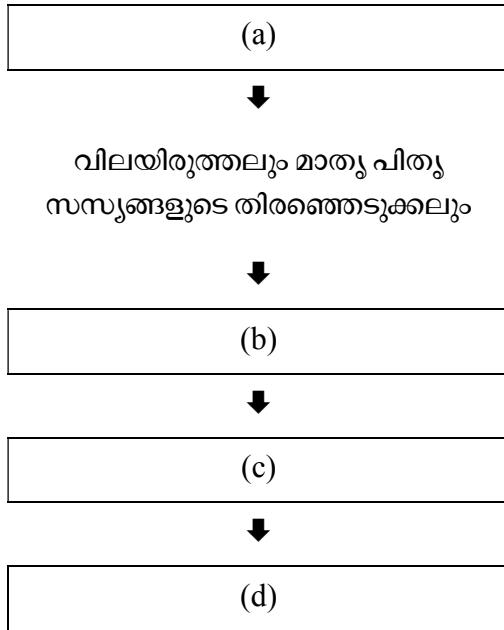 (a)
വിലയിരുത്തലും മാതൃ പിതൃ
സസ്യങ്ങളുടെ തിരഞ്ഞെടുക്കലും
(b)
(c)
(d)